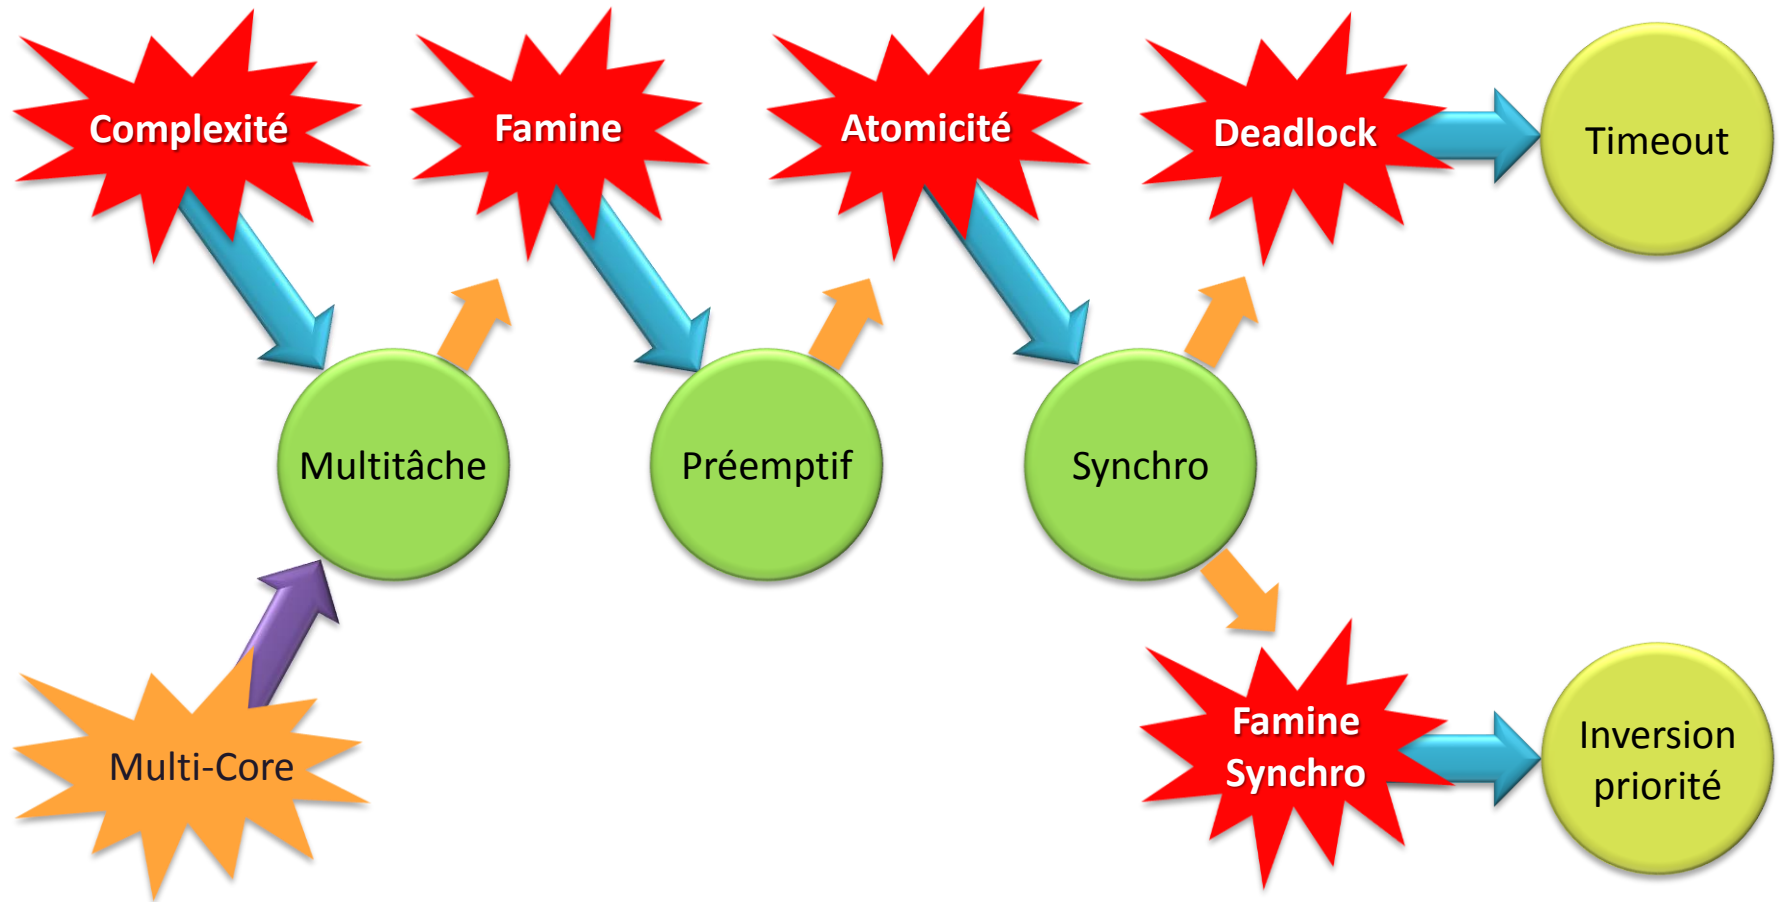 Complexité
Famine
Atomicité
Deadlock
Timeout
Multitâche
Préemptif
Synchro
Multi-Core
Famine
Synchro
Inversion
priorité